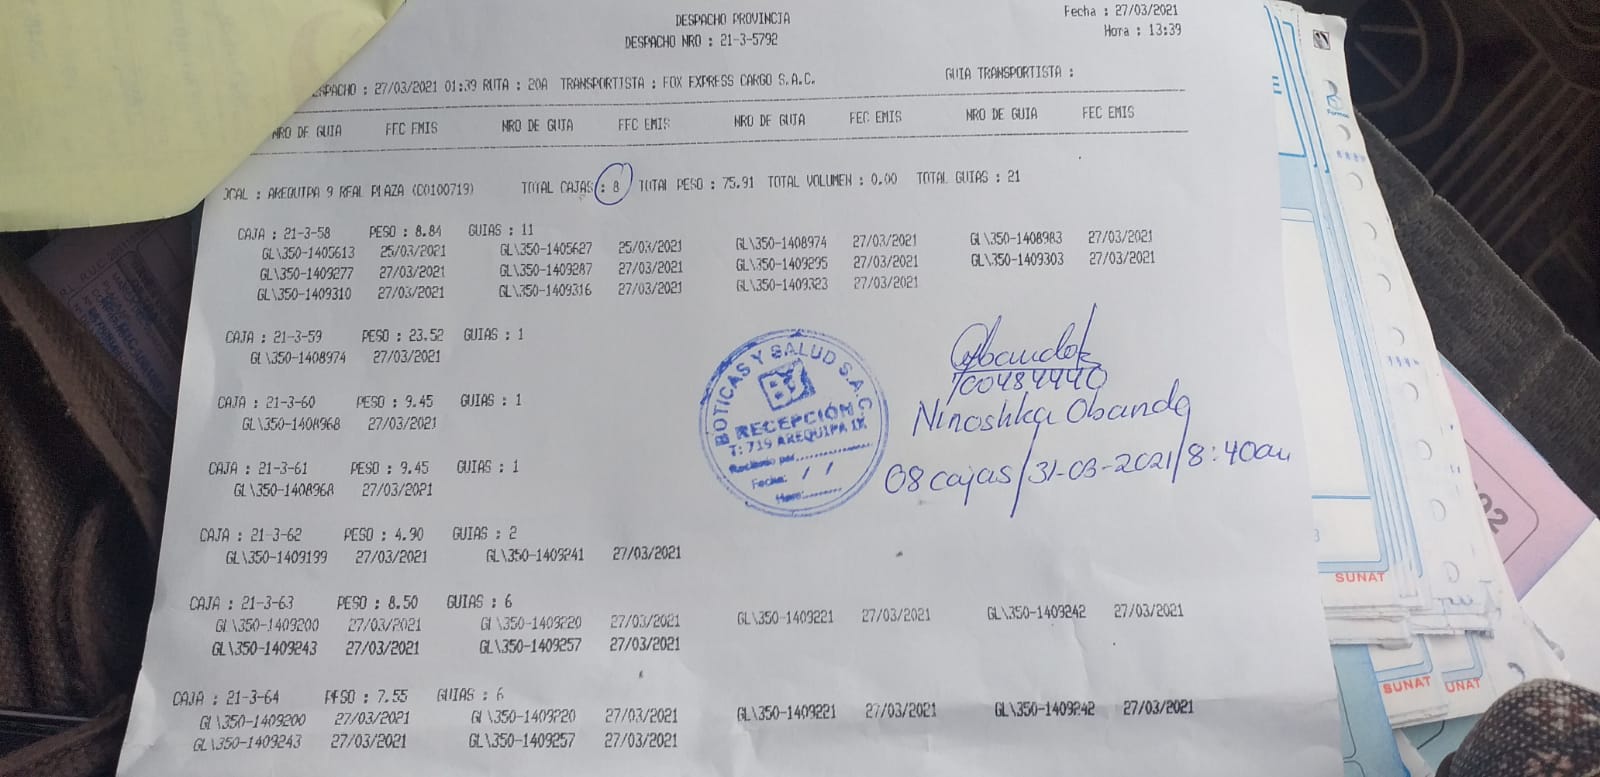 DESPACHO PROVINCIA
Fecha : 27/03/2021
DESPACHO NRO : 21-3-5792
Hora : 13:39
SPACHO : 27/03/2021 01:39 RUTA : 20A TRANSPORTISTA : FOX EXPRESS CARGO S.A.C. GUIA TRANSPORTISTA :
NRO DE GUIA FEC EMIS NRO DE GUIA FEC EMIS NRO DE GUIA FEC EMIS NRO DE GUIA FEC EMIS
OCAL : AREQUIPA 9 REAL PLAZA (C0100719) TOTAL CAJAS : 8 TOTAL PESO : 75.91 TOTAL VOLUMEN : 0.00 TOTAL GUIAS : 21
CAJA : 21-3-58 PESO : 8.84 GUIAS : 11
GL\350-1405613 25/03/2021 GL\350-1405627 25/03/2021 GL\350-1408974 27/03/2021 GL\350-1408983 27/03/2021
GL\350-1409277 27/03/2021 GL\350-1409287 27/03/2021 GL\350-1409295 27/03/2021 GL\350-1409303 27/03/2021
GL\350-1409310 27/03/2021 GL\350-1409316 27/03/2021 GL\350-1409323 27/03/2021
CAJA : 21-3-59 PESO : 23.52 GUIAS : 1
GL\350-1408974 27/03/2021
CAJA : 21-3-60 PESO : 9.45 GUIAS : 1
GL\350-1408968 27/03/2021
CAJA : 21-3-61 PESO : 9.45 GUIAS : 1
GL\350-1408968 27/03/2021
CAJA : 21-3-62 PESO : 4.90 GUIAS : 2
GL\350-1409199 27/03/2021 GL\350-1409241 27/03/2021
CAJA : 21-3-63 PESO : 8.50 GUIAS : 6
GL\350-1409200 27/03/2021 GL\350-1409220 27/03/2021 GL\350-1409221 27/03/2021 GL\350-1409242 27/03/2021
GL\350-1409243 27/03/2021 GL\350-1409257 27/03/2021
CAJA : 21-3-64 PESO : 7.55 GUIAS : 6
GL\350-1409200 27/03/2021 GL\350-1409220 27/03/2021 GL\350-1409221 27/03/2021 GL\350-1409242 27/03/2021
GL\350-1409243 27/03/2021 GL\350-1409257 27/03/2021
BOTICAS Y SALUD S.A.C.
RECEPCIÓN
T: 719 AREQUIPA
Recibido por
Fecha: / /
Hora:
100484440
Ninoshka Obando
08 cajas/31-03-2021/8:40am
SUNAT
SUNAT
UNAT